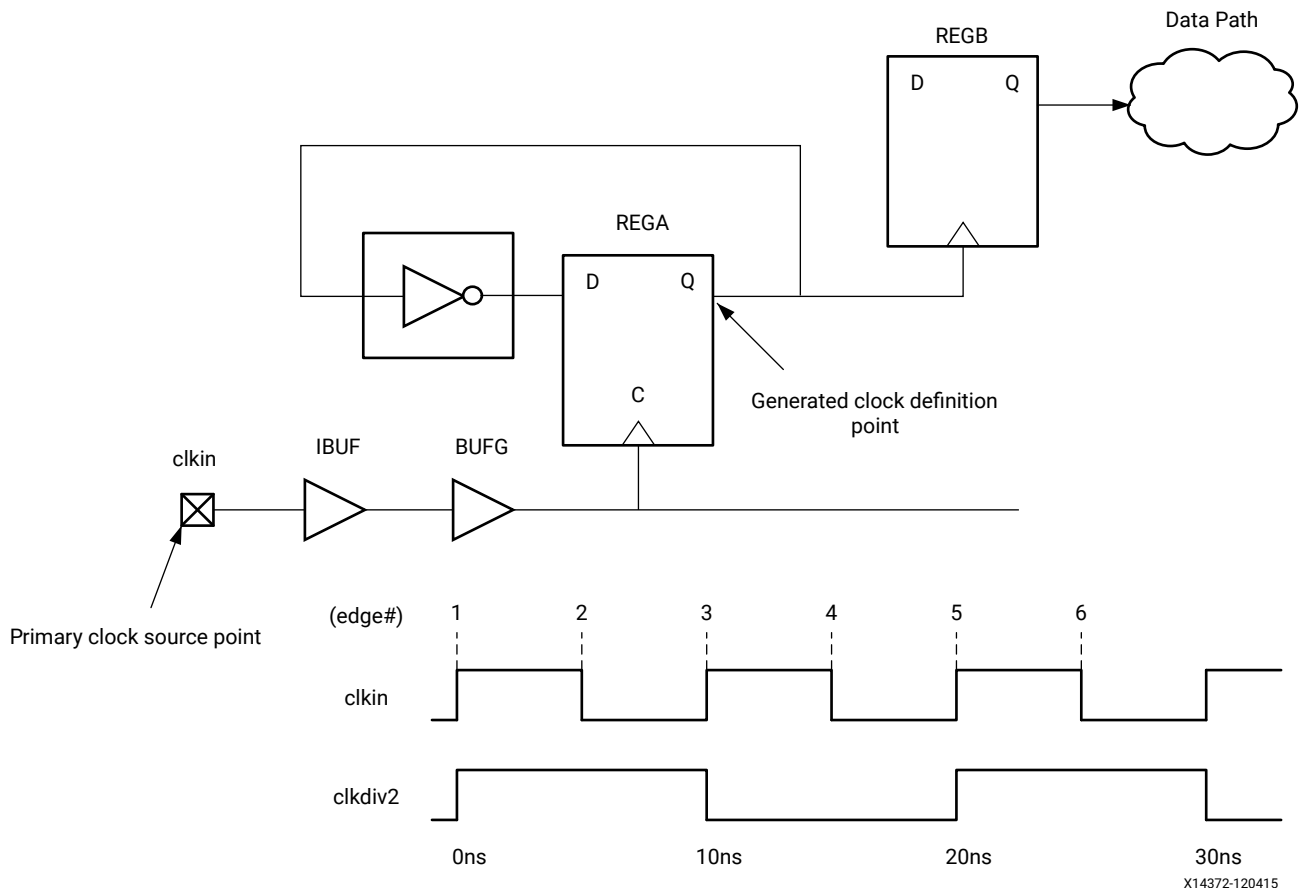 Data Path
REGB
D Q
REGA
D Q
C
Generated clock definition
point
IBUF BUFG
clkin
Primary clock source point
(edge#) 1 2 3 4 5 6
clkin
clkdiv2
0ns 10ns 20ns 30ns
X14372-120415